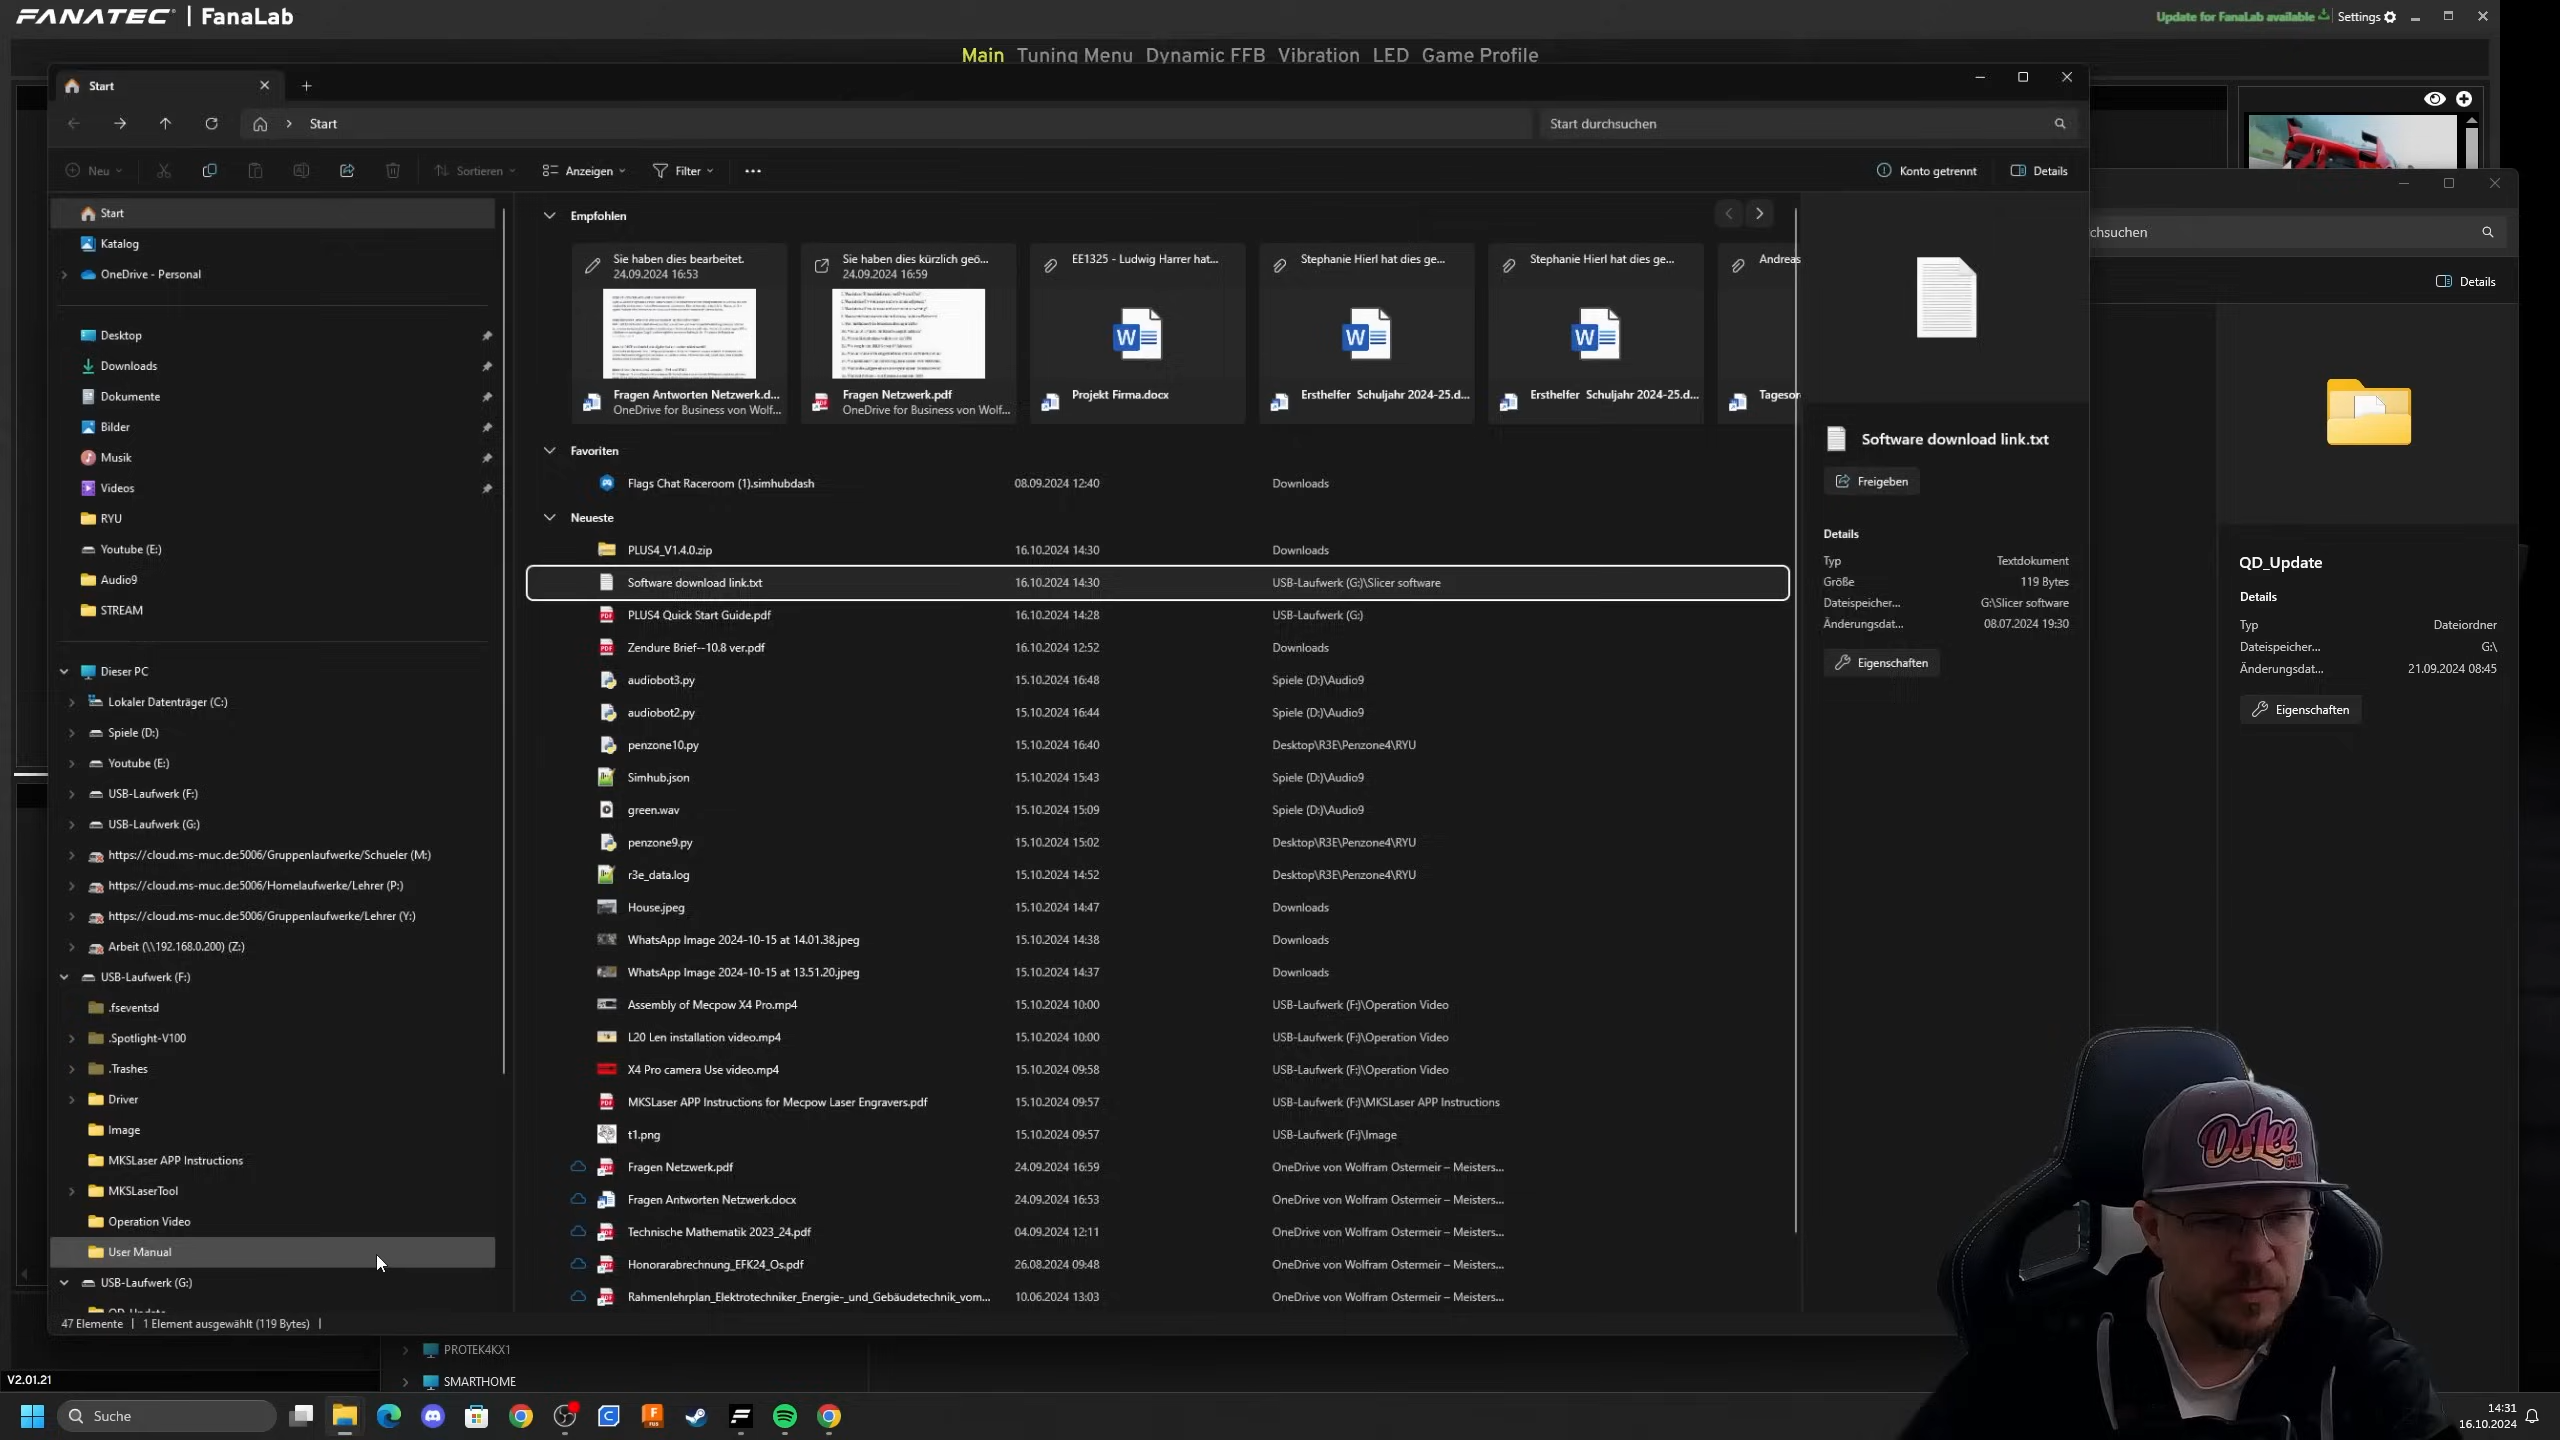 FANATEC | FanaLab
Update for FanaLab available
Settings
Main Tuning Menu Dynamic FFB Vibration LED Game Profile
Start
Start
Start durchsuchen
Neu
Sortieren
Anzeigen
Filter
Konto getrennt
Details
Start
Katalog
OneDrive - Personal
Desktop
Downloads
Dokumente
Bilder
Musik
Videos
RYU
Youtube (E:)
Audio9
STREAM
Dieser PC
Lokaler Datenträger (C:)
Spiele (D:)
Youtube (E:)
USB-Laufwerk (F:)
USB-Laufwerk (G:)
https://cloud.ms-muc.de:5006/Gruppenlaufwerke/Schueler (M:)
https://cloud.ms-muc.de:5006/Homelaufwerke/Lehrer (P:)
https://cloud.ms-muc.de:5006/Gruppenlaufwerke/Lehrer (Y:)
Arbeit (\\192.168.0.200) (Z:)
USB-Laufwerk (F:)
.fseventsd
.Spotlight-V100
.Trashes
Driver
Image
MKSLaser APP Instructions
MKSLaserTool
Operation Video
User Manual
USB-Laufwerk (G:)
QD_Update
47 Elemente | 1 Element ausgewählt (119 Bytes) |
Empfohlen
Sie haben dies bearbeitet.
24.09.2024 16:53
Fragen Antworten Netzwerk.d...
OneDrive for Business von Wolf...
Sie haben dies kürzlich geö...
24.09.2024 16:59
Fragen Netzwerk.pdf
OneDrive for Business von Wolf...
EE1325 - Ludwig Harrer hat...
Projekt Firma.docx
Stephanie Hierl hat dies ge...
Ersthelfer Schuljahr 2024-25.d...
Stephanie Hierl hat dies ge...
Ersthelfer Schuljahr 2024-25.d...
Andreas
Tagesor
Favoriten
Flags Chat Raceroom (1).simhubdash 08.09.2024 12:40 Downloads
Neueste
PLUS4_V1.4.0.zip 16.10.2024 14:30 Downloads
Software download link.txt 16.10.2024 14:30 USB-Laufwerk (G:)\Slicer software
PLUS4 Quick Start Guide.pdf 16.10.2024 14:28 USB-Laufwerk (G:)
Zendure Brief--10.8 ver.pdf 16.10.2024 12:52 Downloads
audiobot3.py 15.10.2024 16:48 Spiele (D:)\Audio9
audiobot2.py 15.10.2024 16:44 Spiele (D:)\Audio9
penzone10.py 15.10.2024 16:40 Desktop\R3E\Penzone4\RYU
Simhub.json 15.10.2024 15:43 Spiele (D:)\Audio9
green.wav 15.10.2024 15:09 Spiele (D:)\Audio9
penzone9.py 15.10.2024 15:02 Desktop\R3E\Penzone4\RYU
r3e_data.log 15.10.2024 14:52 Desktop\R3E\Penzone4\RYU
House.jpeg 15.10.2024 14:47 Downloads
WhatsApp Image 2024-10-15 at 14.01.38.jpeg 15.10.2024 14:38 Downloads
WhatsApp Image 2024-10-15 at 13.51.20.jpeg 15.10.2024 14:37 Downloads
Assembly of Mecpow X4 Pro.mp4 15.10.2024 10:00 USB-Laufwerk (F:)\Operation Video
L20 Len installation video.mp4 15.10.2024 10:00 USB-Laufwerk (F:)\Operation Video
X4 Pro camera Use video.mp4 15.10.2024 09:58 USB-Laufwerk (F:)\Operation Video
MKSLaser APP Instructions for Mecpow Laser Engravers.pdf 15.10.2024 09:57 USB-Laufwerk (F:)\MKSLaser APP Instructions
t1.png 15.10.2024 09:57 USB-Laufwerk (F:)\Image
Fragen Netzwerk.pdf 24.09.2024 16:59 OneDrive von Wolfram Ostermeir – Meisters...
Fragen Antworten Netzwerk.docx 24.09.2024 16:53 OneDrive von Wolfram Ostermeir – Meisters...
Technische Mathematik 2023_24.pdf 04.09.2024 12:11 OneDrive von Wolfram Ostermeir – Meisters...
Honorarabrechnung_EFK24_Os.pdf 26.08.2024 09:48 OneDrive von Wolfram Ostermeir – Meisters...
Rahmenlehrplan_Elektrotechniker_Energie-_und_Gebäudetechnik_vom... 10.06.2024 13:03 OneDrive von Wolfram Ostermeir – Meisters...
Software download link.txt
Freigeben
Details
Typ Textdokument
Größe 119 Bytes
Dateispeicher... G:\Slicer software
Änderungsdat... 08.07.2024 19:30
Eigenschaften
chsuchen
Details
QD_Update
Details
Typ Dateiordner
Dateispeicher... G:\
Änderungsdat... 21.09.2024 08:45
Eigenschaften
OsLee
PROTEK4KX1
SMARTHOME
V2.01.21
Suche
14:31
16.10.2024